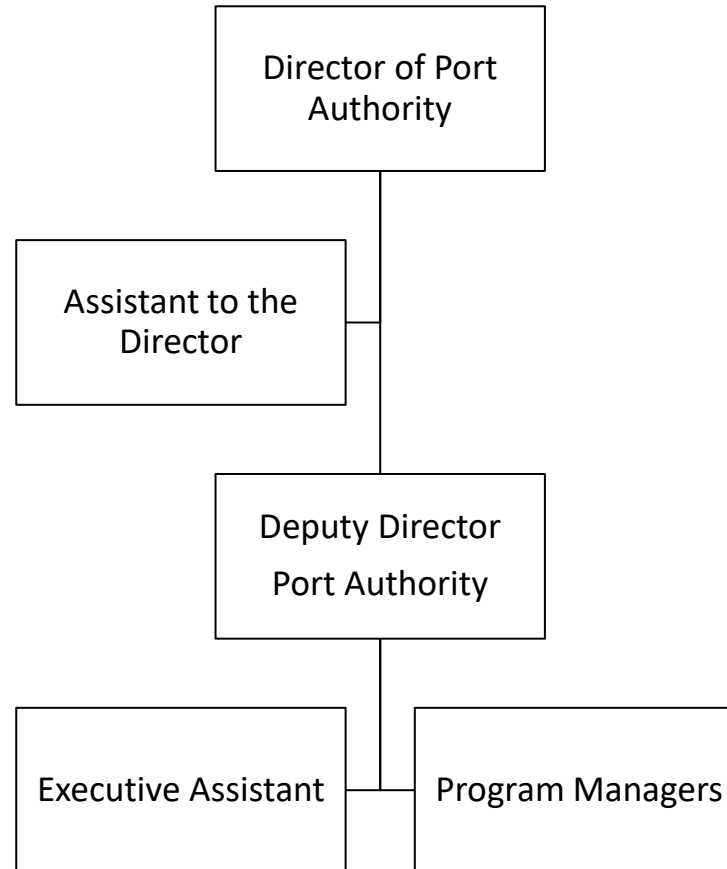 Director of Port
Authority
Assistant to the
Director
Deputy Director
Port Authority
Executive Assistant
Program Managers